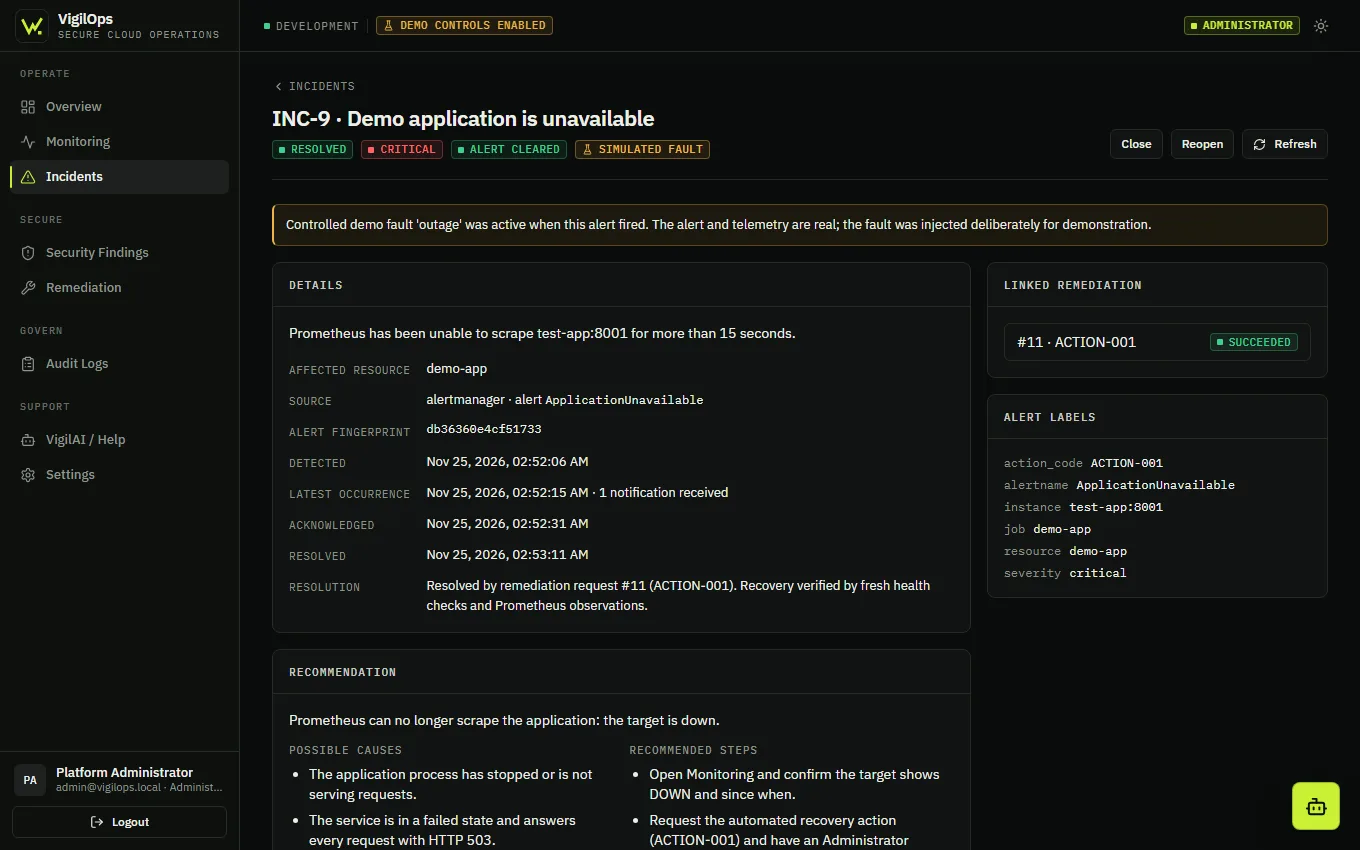 VigilOps
SECURE CLOUD OPERATIONS
DEVELOPMENT
DEMO CONTROLS ENABLED
ADMINISTRATOR
OPERATE
Overview
Monitoring
Incidents
SECURE
Security Findings
Remediation
GOVERN
Audit Logs
SUPPORT
VigilAI / Help
Settings
PA
Platform Administrator
admin@vigilops.local · Administ...
Logout
INCIDENTS
INC-9 · Demo application is unavailable
RESOLVED
CRITICAL
ALERT CLEARED
SIMULATED FAULT
Close
Reopen
Refresh
Controlled demo fault 'outage' was active when this alert fired. The alert and telemetry are real; the fault was injected deliberately for demonstration.
DETAILS
Prometheus has been unable to scrape test-app:8001 for more than 15 seconds.
AFFECTED RESOURCE demo-app
SOURCE alertmanager · alert ApplicationUnavailable
ALERT FINGERPRINT db36360e4cf51733
DETECTED Nov 25, 2026, 02:52:06 AM
LATEST OCCURRENCE Nov 25, 2026, 02:52:15 AM · 1 notification received
ACKNOWLEDGED Nov 25, 2026, 02:52:31 AM
RESOLVED Nov 25, 2026, 02:53:11 AM
RESOLUTION Resolved by remediation request #11 (ACTION-001). Recovery verified by fresh health
checks and Prometheus observations.
LINKED REMEDIATION
#11 · ACTION-001 SUCCEEDED
ALERT LABELS
action_code ACTION-001
alertname ApplicationUnavailable
instance test-app:8001
job demo-app
resource demo-app
severity critical
RECOMMENDATION
Prometheus can no longer scrape the application: the target is down.
POSSIBLE CAUSES
The application process has stopped or is not
serving requests.
The service is in a failed state and answers
every request with HTTP 503.
RECOMMENDED STEPS
Open Monitoring and confirm the target shows
DOWN and since when.
Request the automated recovery action
(ACTION-001) and have an Administrator